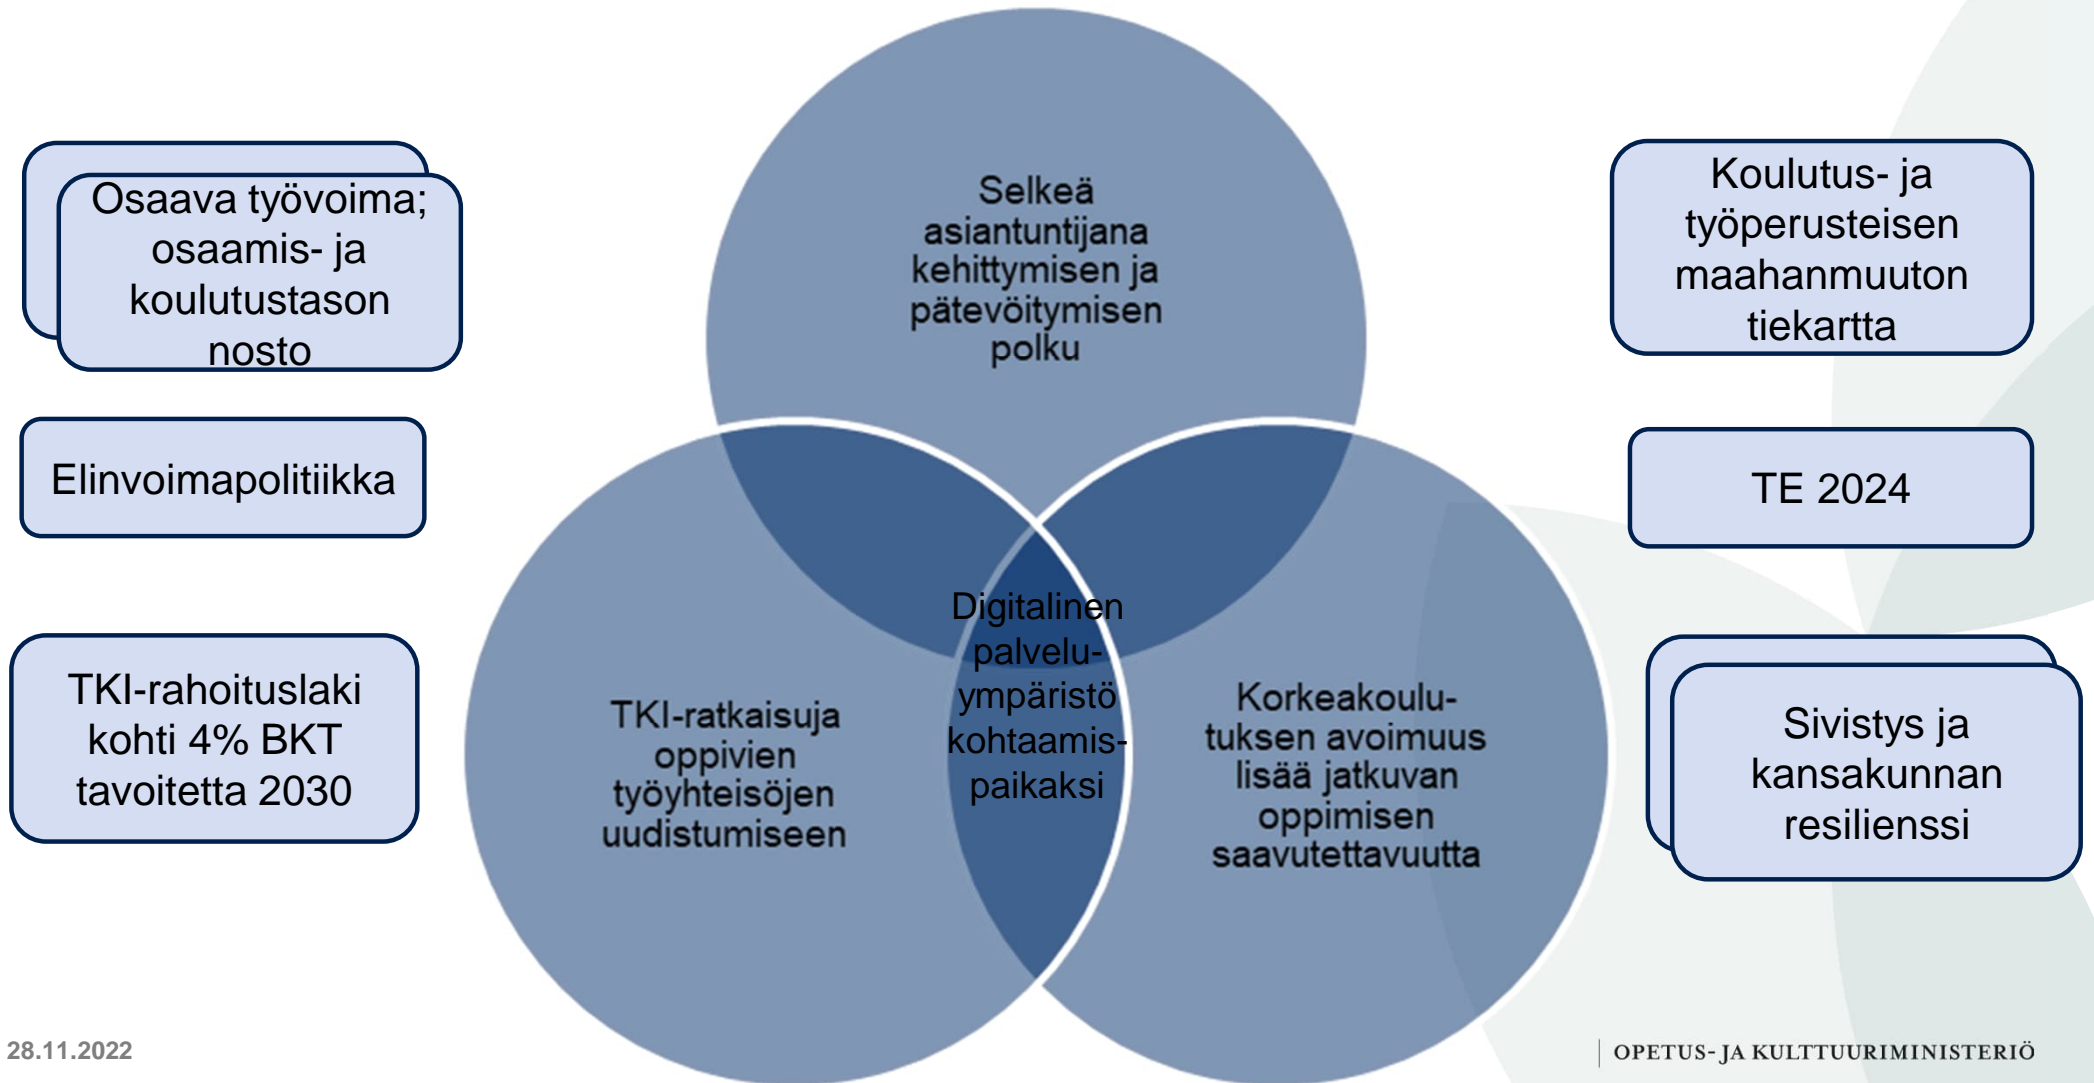 Osaava työvoima;
osaamis- ja
koulutustason
nosto
Elinvoimapolitiikka
TKI-rahoituslaki
kohti 4% BKT
tavoitetta 2030
Selkeä
asiantuntijana
kehittymisen ja
pätevöitymisen
polku
TKI-ratkaisuja
oppivien
työyhteisöjen
uudistumiseen
Digitalinen
palvelu-
ympäristö
kohtaamis-
paikaksi
Korkeakoulu-
tuksen avoimuus
lisää jatkuvan
oppimisen
saavutettavuutta
Koulutus- ja
työperusteisen
maahanmuuton
tiekartta
TE 2024
Sivistys ja
kansakunnan
resilienssi
28.11.2022
OPETUS- JA KULTTUURIMINISTERIÖ